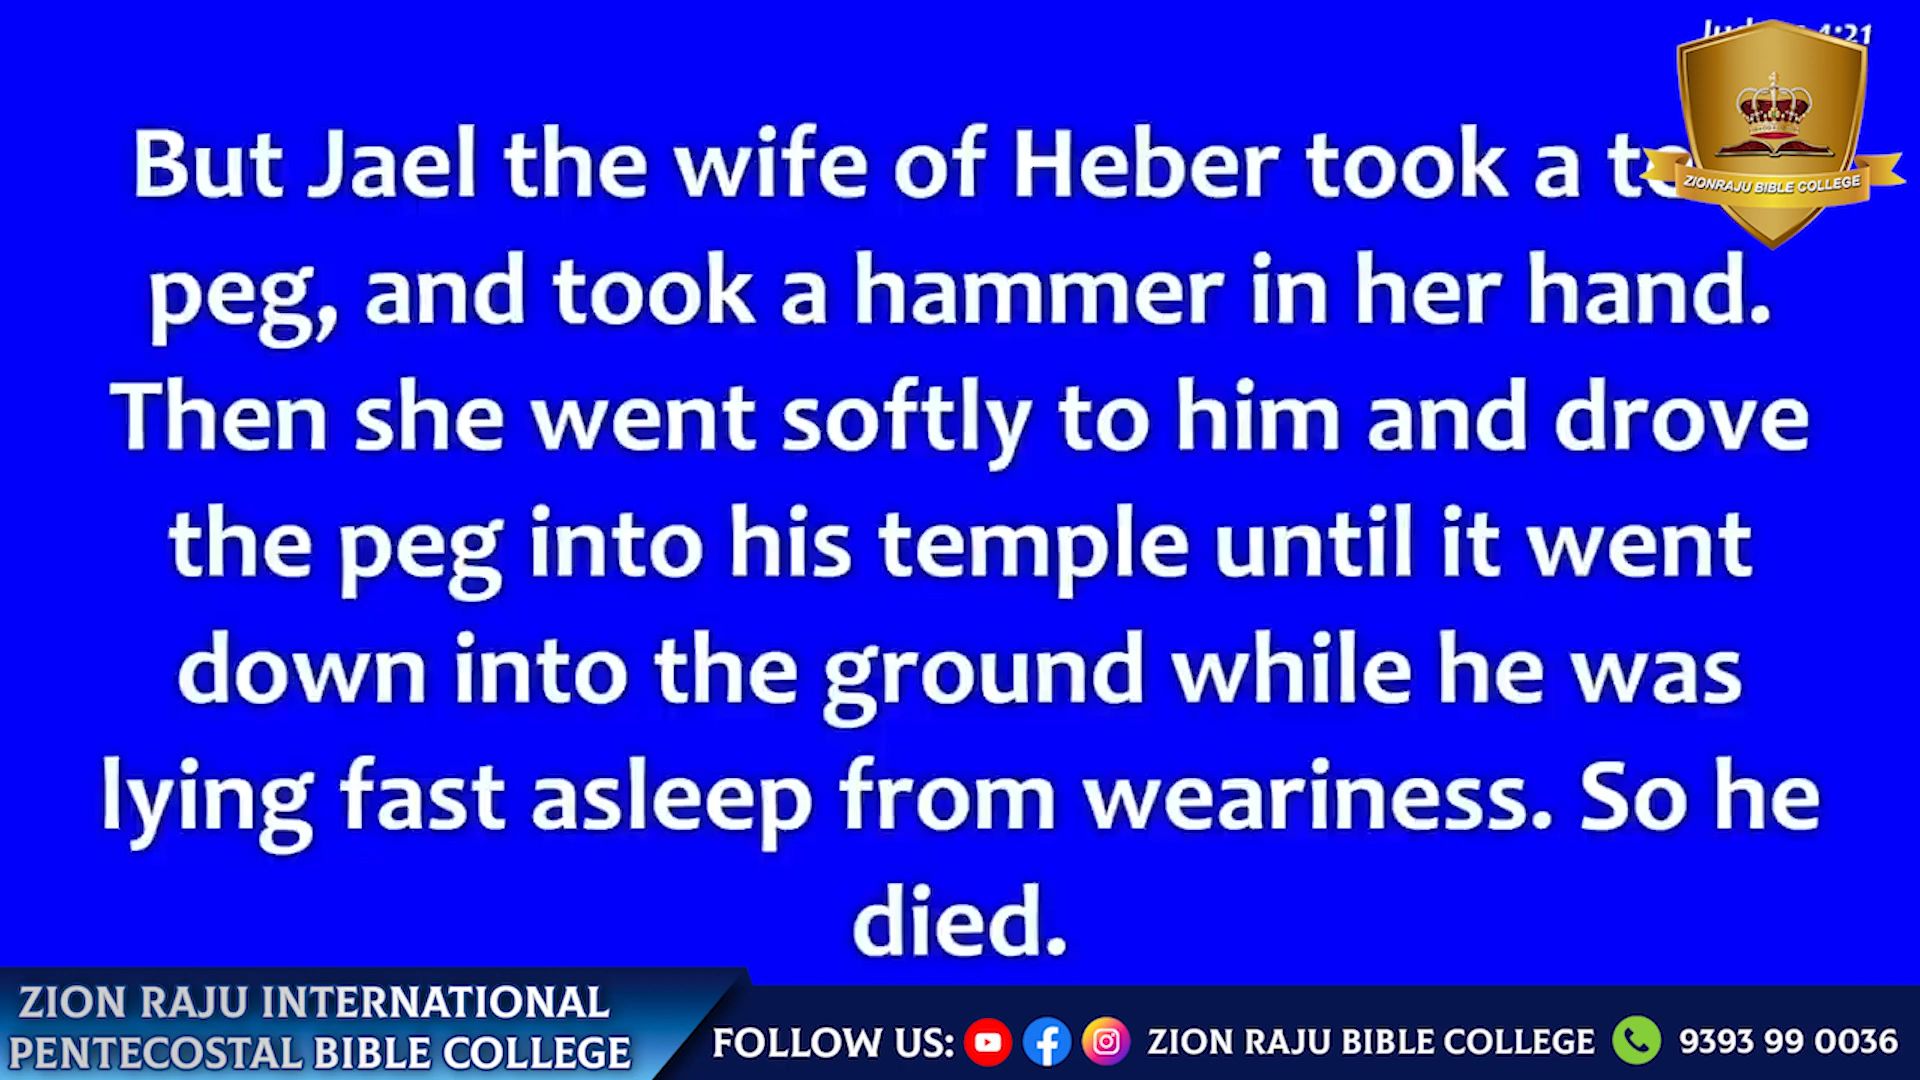 4:21
But Jael the wife of Heber took a
peg, and took a hammer in her hand.
Then she went softly to him and drove
the peg into his temple until it went
down into the ground while he was
lying fast asleep from weariness. So he
died.
ZIONRAJU BIBLE COLLEGE
ZION RAJU INTERNATIONAL
PENTECOSTAL BIBLE COLLEGE
FOLLOW US: ZION RAJU BIBLE COLLEGE 9393 99 0036